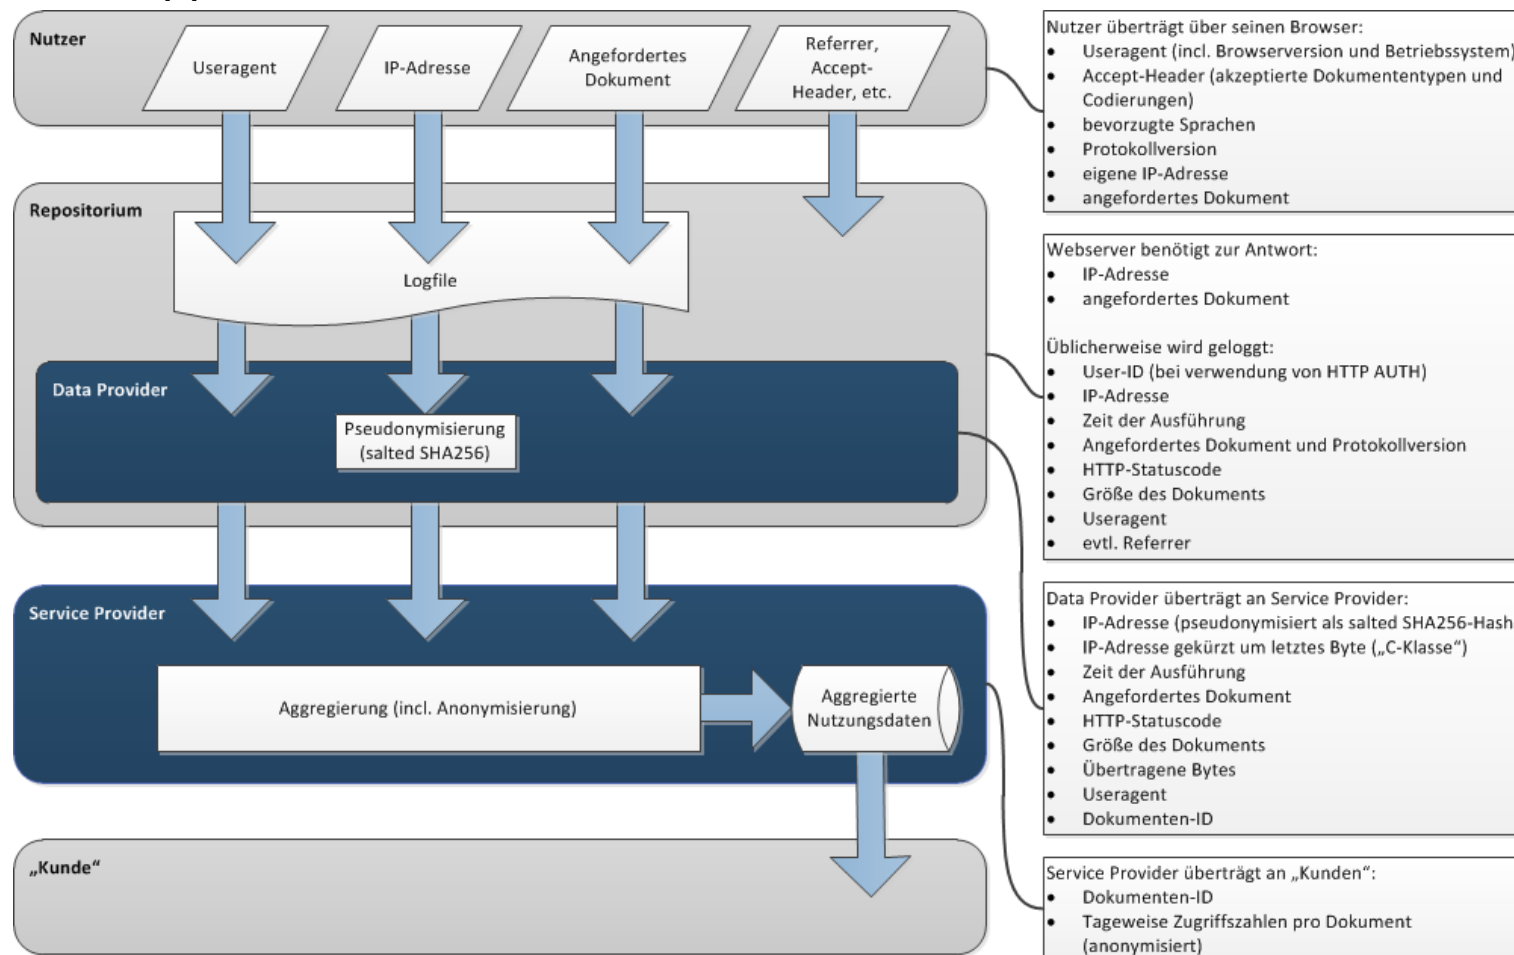 Nutzer
Useragent
IP-Adresse
Angefordertes
Dokument
Referrer,
Accept-
Header, etc.
Repositorium
Logfile
Data Provider
Pseudonymisierung
(salted SHA256)
Service Provider
Aggregierung (incl. Anonymisierung)
Aggregierte
Nutzungsdaten
„Kunde“
Nutzer überträgt über seinen Browser:
• Useragent (incl. Browserversion und Betriebssystem)
• Accept-Header (akzeptierte Dokumententypen und
Codierungen)
• bevorzugte Sprachen
• Protokollversion
• eigene IP-Adresse
• angefordertes Dokument
Webserver benötigt zur Antwort:
• IP-Adresse
• angefordertes Dokument
Üblicherweise wird geloggt:
• User-ID (bei verwendung von HTTP AUTH)
• IP-Adresse
• Zeit der Ausführung
• Angefordertes Dokument und Protokollversion
• HTTP-Statuscode
• Größe des Dokuments
• Useragent
• evtl. Referrer
Data Provider überträgt an Service Provider:
• IP-Adresse (pseudonymisiert als salted SHA256-Hash
• IP-Adresse gekürzt um letztes Byte („C-Klasse“)
• Zeit der Ausführung
• Angefordertes Dokument
• HTTP-Statuscode
• Größe des Dokuments
• Übertragene Bytes
• Useragent
• Dokumenten-ID
Service Provider überträgt an „Kunden“:
• Dokumenten-ID
• Tageweise Zugriffszahlen pro Dokument
(anonymisiert)